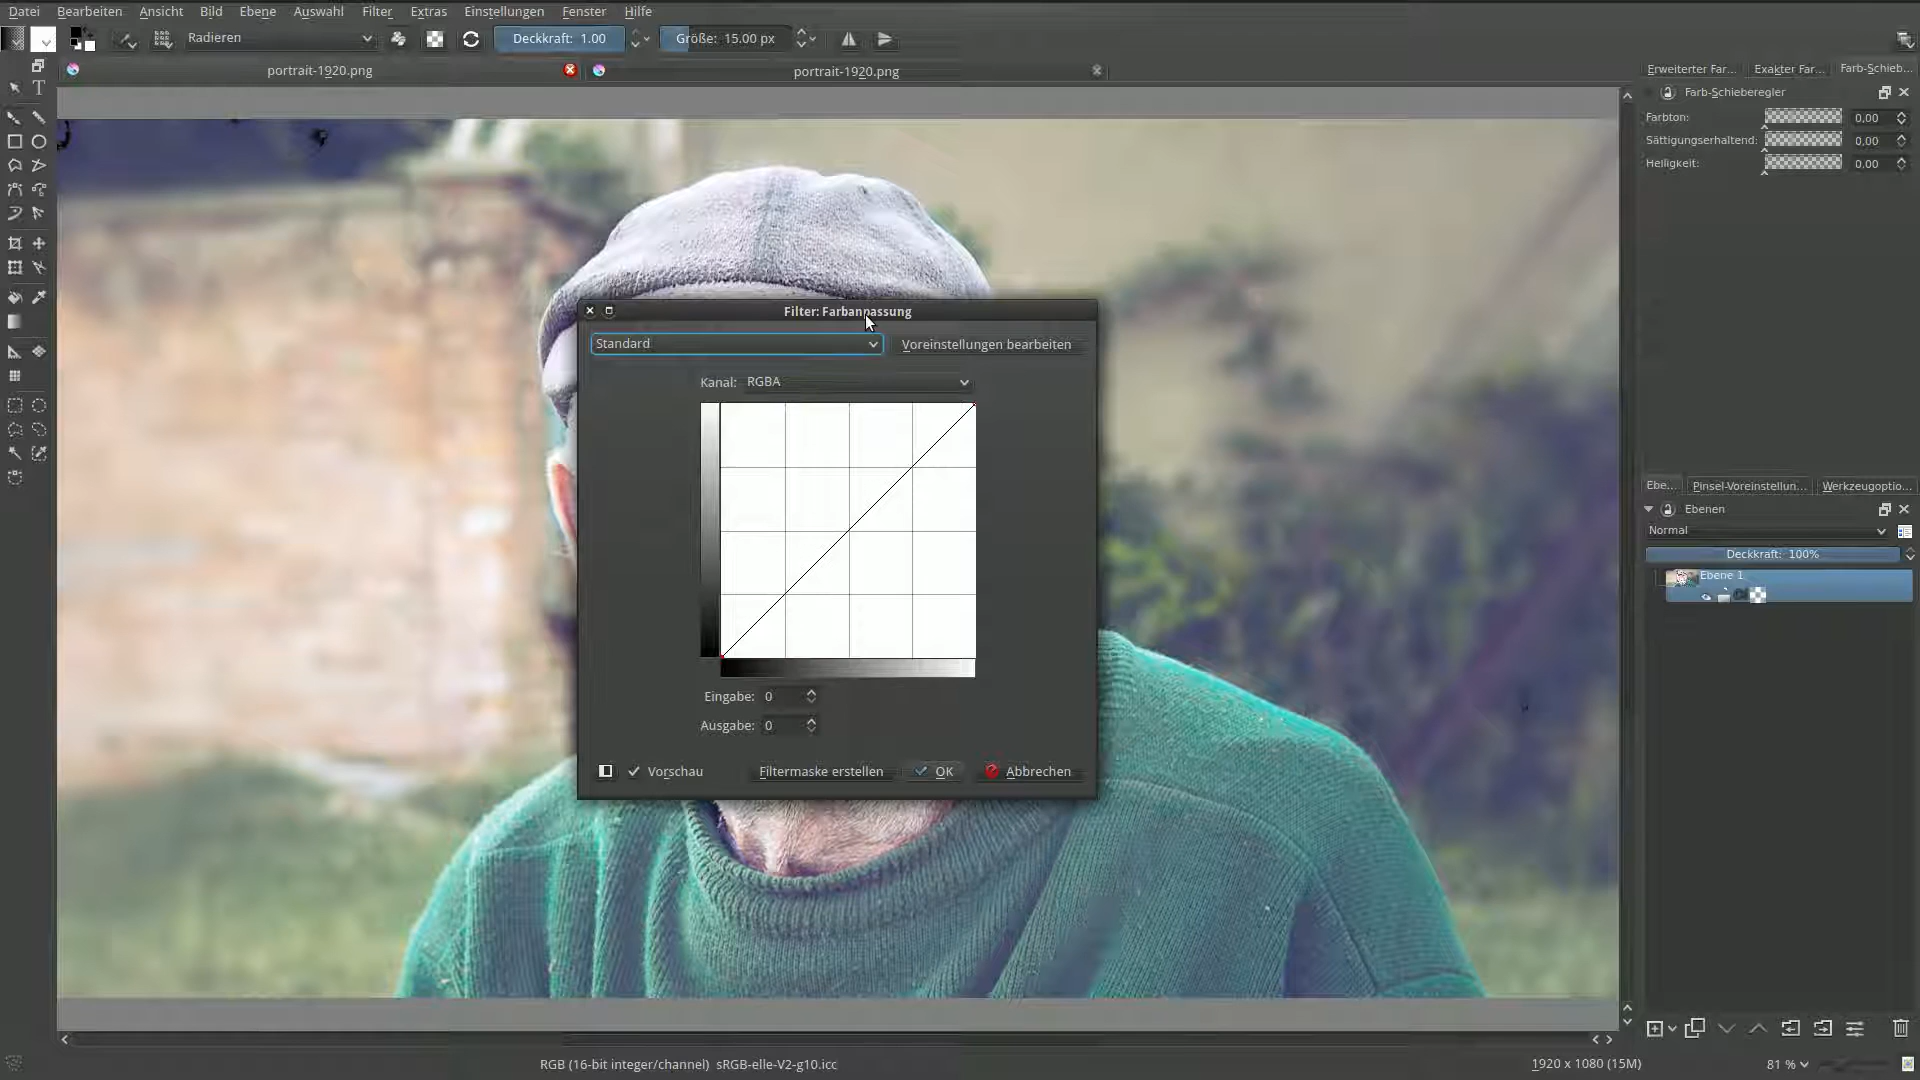 Datei Bearbeiten Ansicht Bild Ebene Auswahl Filter Extras Einstellungen Fenster Hilfe
Radieren Deckkraft: 1.00 Größe: 15.00 px
portrait-1920.png portrait-1920.png
Erweiterter Far... Exakter Far... Farb-Schieb...
Farb-Schieberegler
Farbton: 0,00
Sättigungserhaltend: 0,00
Helligkeit: 0,00
Filter: Farbanpassung
Standard Voreinstellungen bearbeiten
Kanal: RGBA
Eingabe: 0
Ausgabe: 0
Vorschau Filtermaske erstellen OK Abbrechen
Ebe... Pinsel-Voreinstellun... Werkzeugoptio...
Ebenen
Normal
Deckkraft: 100%
Ebene 1
RGB (16-bit integer/channel) sRGB-elle-V2-g10.icc 1920 x 1080 (15M) 81 %